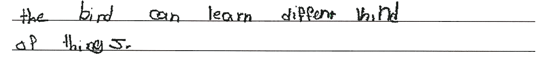 the bird can learn diffent kind
of things.